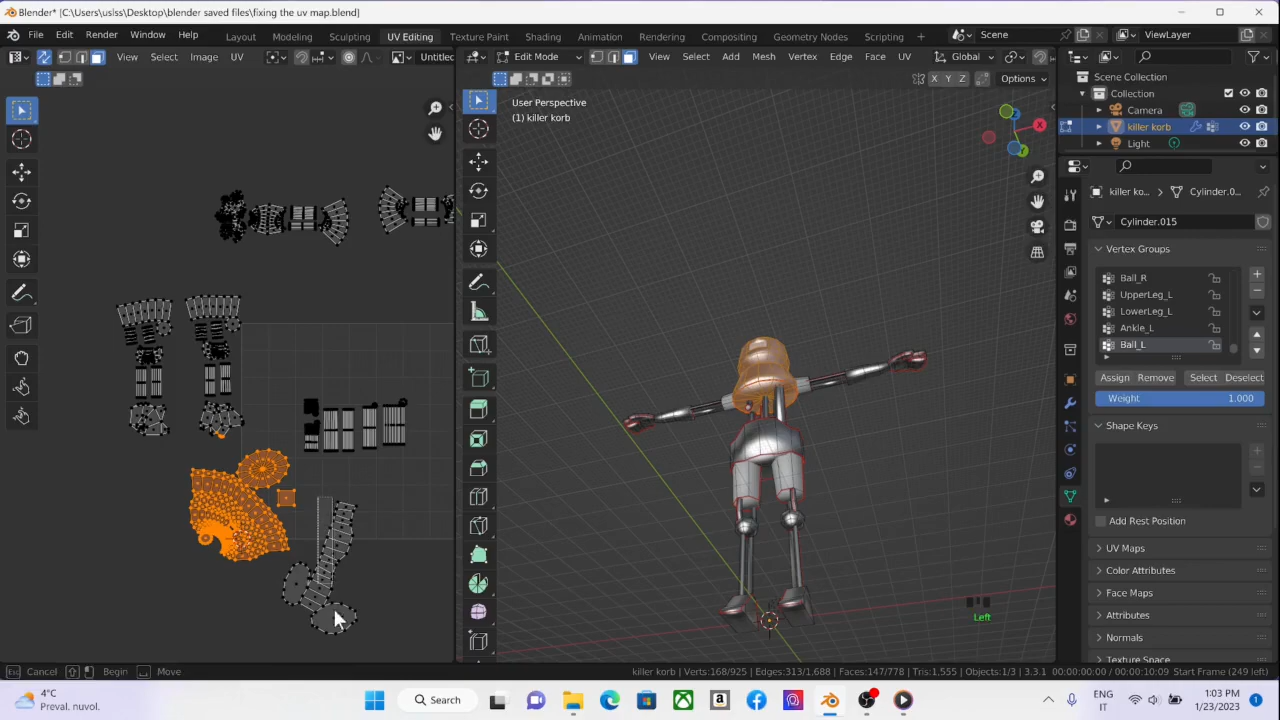 Blender* [C:\Users\uslss\Desktop\blender saved files\fixing the uv map.blend]
File Edit Render Window Help Layout Modeling Sculpting UV Editing Texture Paint Shading Animation Rendering Compositing Geometry Nodes Scripting Scene ViewLayer
View Select Image UV Untitlec Edit Mode View Select Add Mesh Vertex Edge Face UV Global
X Y Z Options
Scene Collection
Collection
Camera
killer korb
Light
User Perspective
(1) killer korb
killer ko... Cylinder.0...
Cylinder.015
Vertex Groups
Ball_R
UpperLeg_L
LowerLeg_L
Ankle_L
Ball_L
Assign Remove Select Deselect
Weight 1.000
Shape Keys
Add Rest Position
UV Maps
Color Attributes
Face Maps
Attributes
Normals
Texture Space
Left
Cancel Begin Move killer korb | Verts:168/925 | Edges:313/1,688 | Faces:147/778 | Tris:1,555 | Objects:1/3 | 3.3.1 00:00:00:00 / 00:00:10:09 Start Frame (249 left)
4°C
Parzial. nuvol.
Search
ENG
IT
1:03 PM
1/23/2023